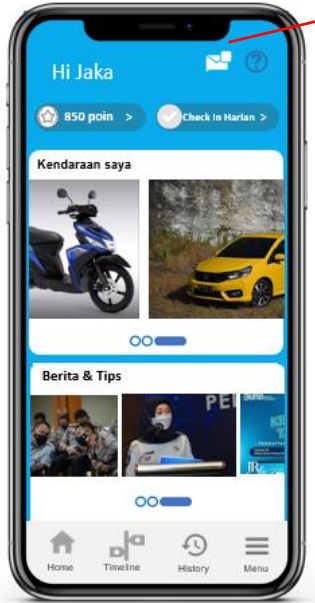 Hi Jaka
850 poin >
Check In Harian >
Kendaraan saya
Berita & Tips
Home
Timeline
History
Menu